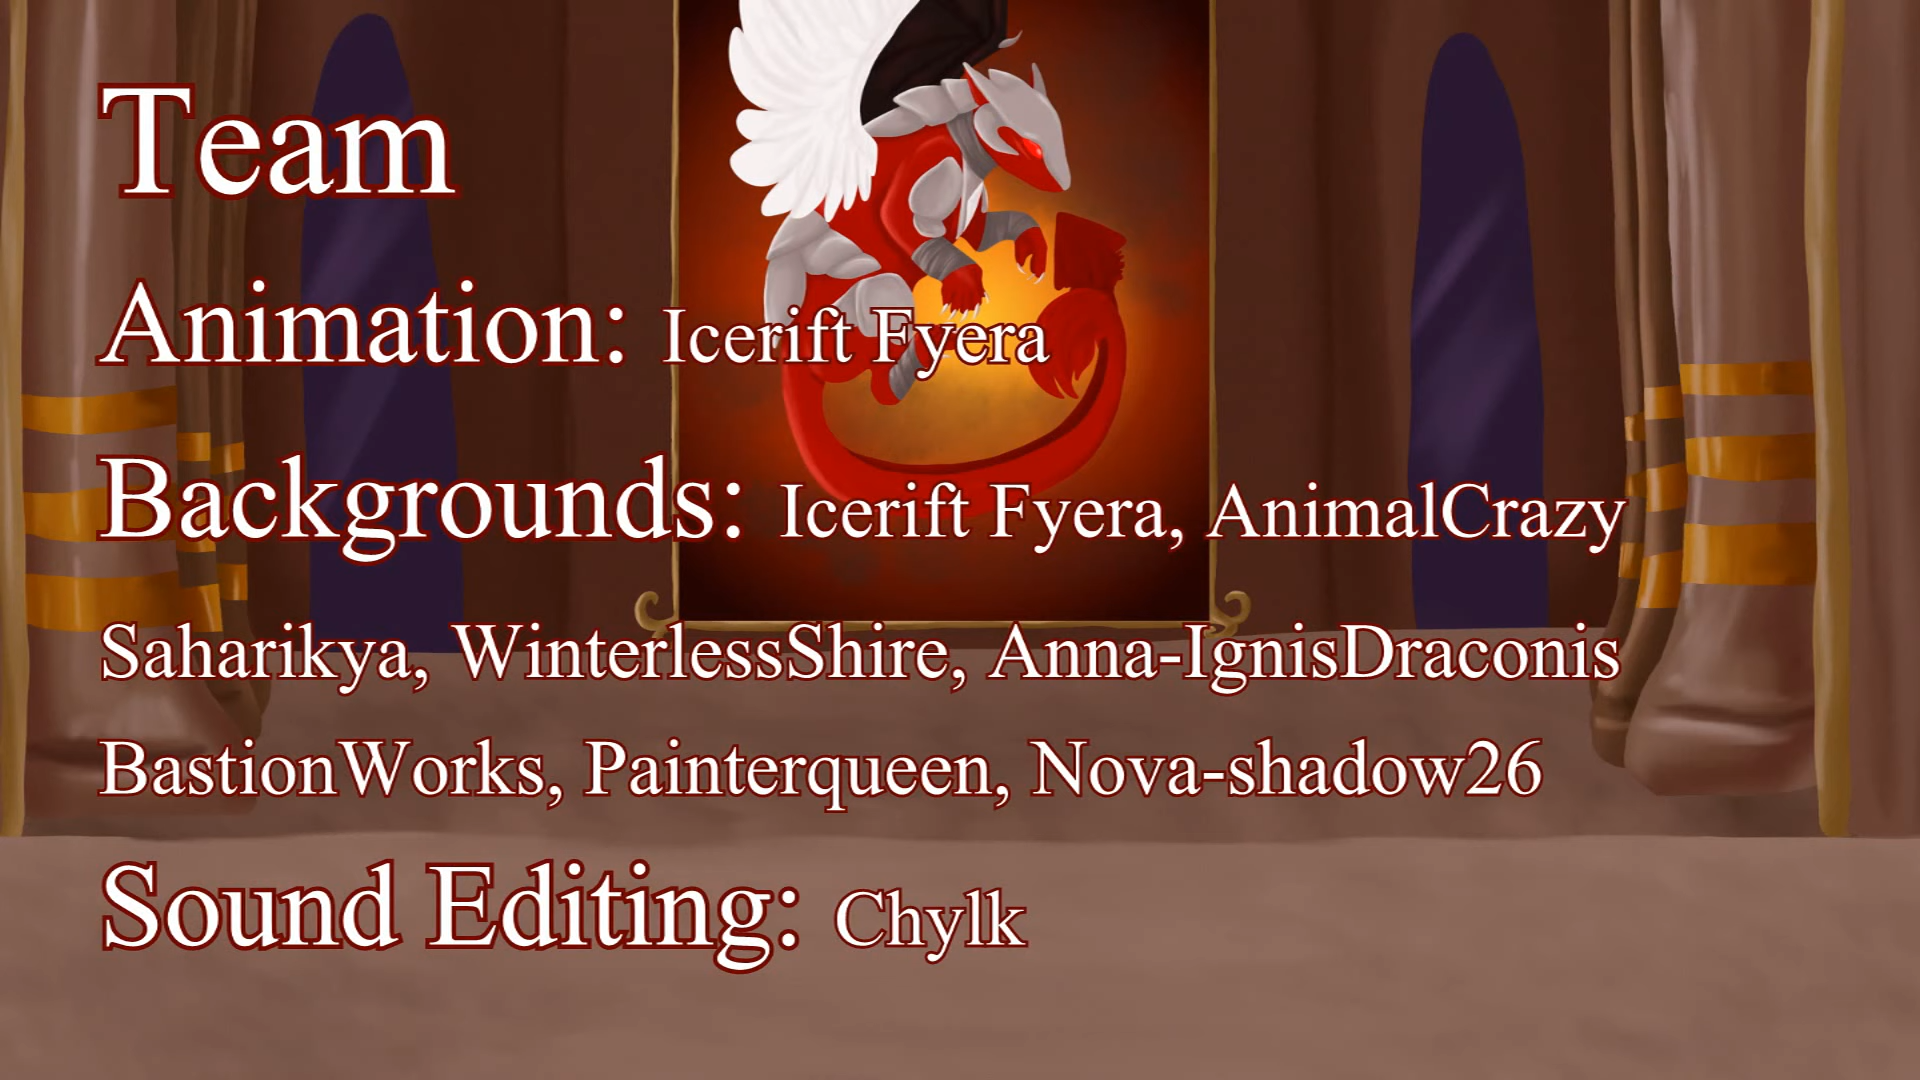 Team
Animation: Icerift Fyera
Backgrounds: Icerift Fyera, AnimalCrazy
Saharikya, WinterlessShire, Anna-IgnisDraconis
BastionWorks, Painterqueen, Nova-shadow26
Sound Editing: Chylk